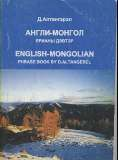 Д.Алтангэрэл
АНГЛИ-МОНГОЛ
ЯРИАНЫ ДЭВТЭР
ENGLISH-MONGOLIAN
PHRASE BOOK BY D.ALTANGEREL